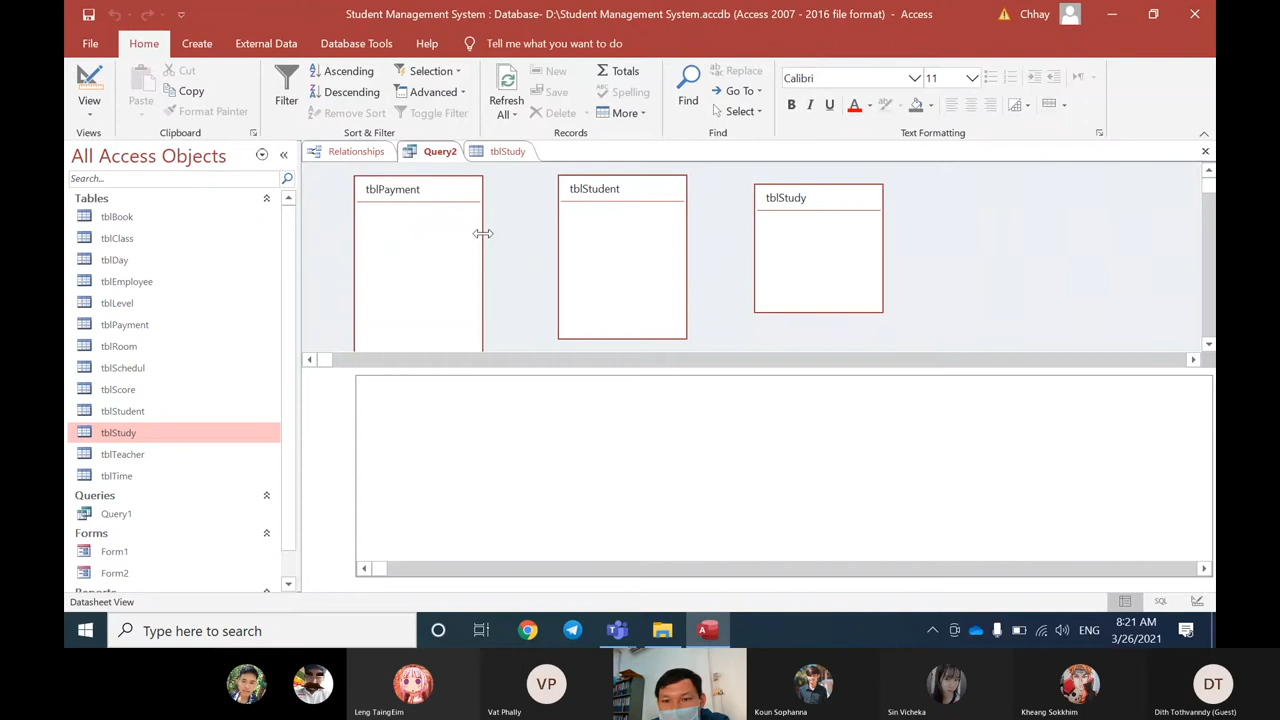 Student Management System : Database- D:\Student Management System.accdb (Access 2007 - 2016 file format) - Access
Chhay
File
Home
Create
External Data
Database Tools
Help
Tell me what you want to do
View
Views
Paste
Cut
Copy
Format Painter
Clipboard
Filter
Ascending
Descending
Remove Sort
Selection
Advanced
Toggle Filter
Sort & Filter
Refresh
All
New
Save
Delete
Totals
Spelling
More
Records
Find
Replace
Go To
Select
Find
Calibri
11
B I U
A
Text Formatting
All Access Objects
Search...
Tables
tblBook
tblClass
tblDay
tblEmployee
tblLevel
tblPayment
tblRoom
tblSchedul
tblScore
tblStudent
tblStudy
tblTeacher
tblTime
Queries
Query1
Forms
Form1
Form2
Reports
Relationships
Query2
tblStudy
tblPayment
tblStudent
tblStudy
Datasheet View
SQL
Type here to search
ENG
8:21 AM
3/26/2021
Leng TaingEim
VP
Vat Phally
Koun Sophanna
Sin Vicheka
Kheang Sokkhim
DT
Dith Tothvanndy (Guest)